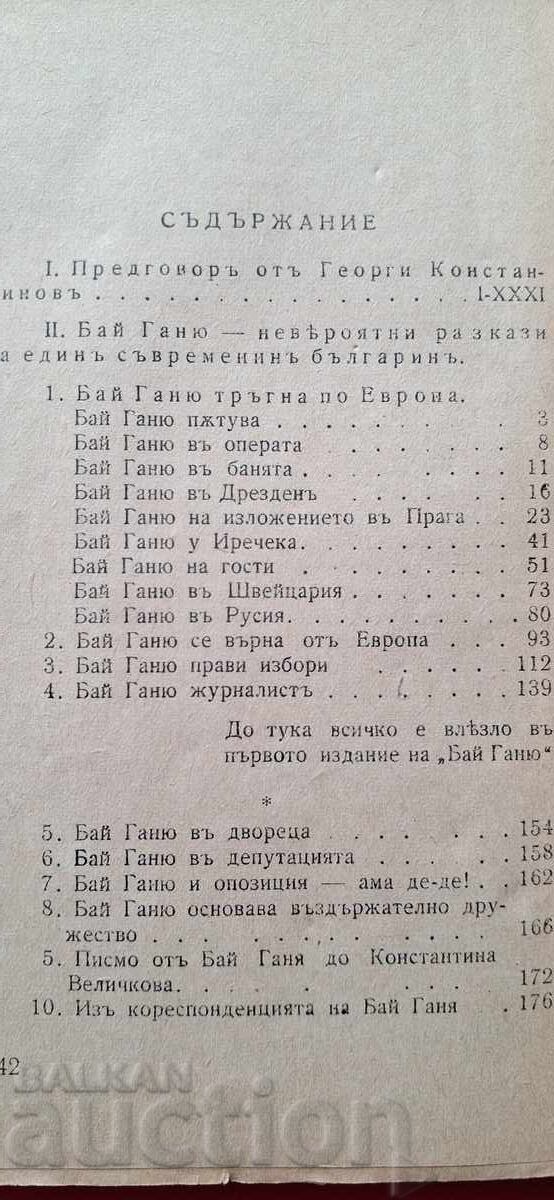 СЪДЪРЖАНИЕ
I. Предговоръ отъ Георги Констан-
иновъ . . . . . . . . . . . . . . . I-XXXI
II. Бай Ганю — невѣроятни разкази
а единъ съвремененинъ българинъ.
1. Бай Ганю тръгна по Европа.
Бай Ганю пѫтува . . . . . . . . . 3
Бай Ганю въ операта . . . . . . . 8
Бай Ганю въ банята . . . . . . . 11
Бай Ганю въ Дрезденъ . . . . . . 16
Бай Ганю на изложението въ Прага . . 23
Бай Ганю у Иречека. . . . . . . . 41
Бай Ганю на гости . . . . . . . . 51
Бай Ганю въ Швейцария . . . . . . 73
Бай Ганю въ Русия. . . . . . . . . 80
2. Бай Ганю се върна отъ Европа . . . 93
3. Бай Ганю прави избори . . . . . . 112
4. Бай Ганю журналистъ . . . . . . . 139
До тука всичко е влѣзло въ
първото издание на „Бай Ганю“
*
5. Бай Ганю въ двореца . . . . . . . 154
6. Бай Ганю въ депутацията . . . . . 158
7. Бай Ганю и опозиция — ама де-де! . . 162
8. Бай Ганю основава въздържателно дру-
жество . . . . . . . . . . . . 166
5. Писмо отъ Бай Ганя до Константина
Величкова. . . . . . . . . . . 172
10. Изъ кореспонденцията на Бай Ганя . 176
42
BALKAN
auction